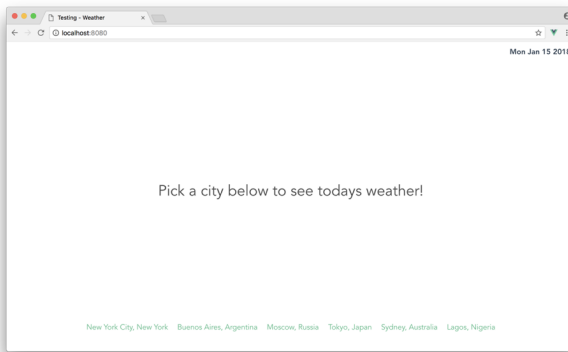 Testing - Weather
localhost:8080
Mon Jan 15 2018
Pick a city below to see todays weather!
New York City, New York Buenos Aires, Argentina Moscow, Russia Tokyo, Japan Sydney, Australia Lagos, Nigeria